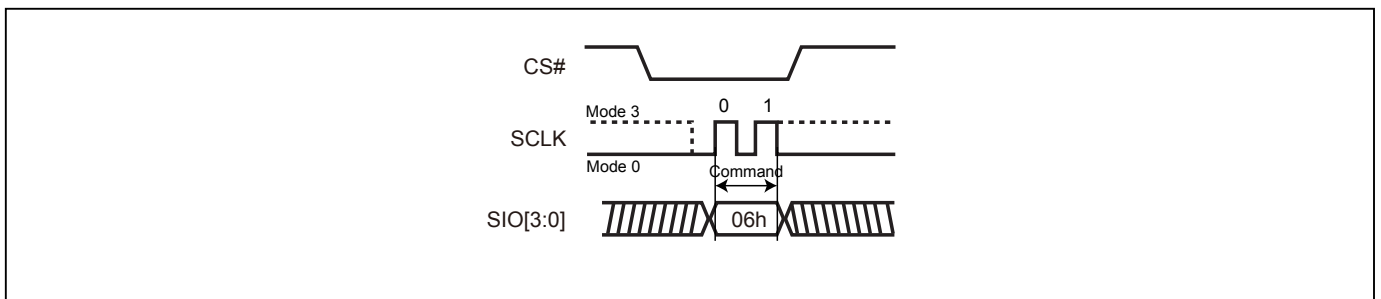 CS#
Mode 3
0 1
SCLK
Mode 0
Command
SIO[3:0]
06h